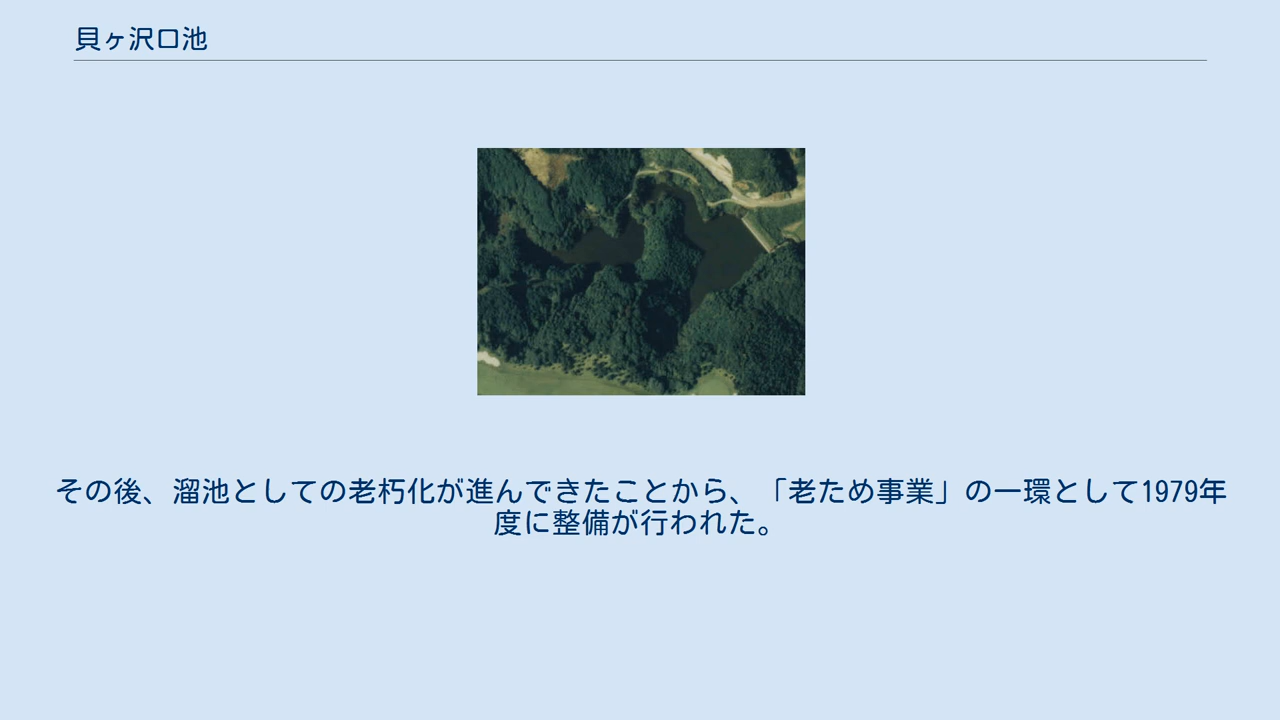 貝ヶ沢口池
その後、溜池としての老朽化が進んできたことから、「老ため事業」の一環として1979年
度に整備が行われた。